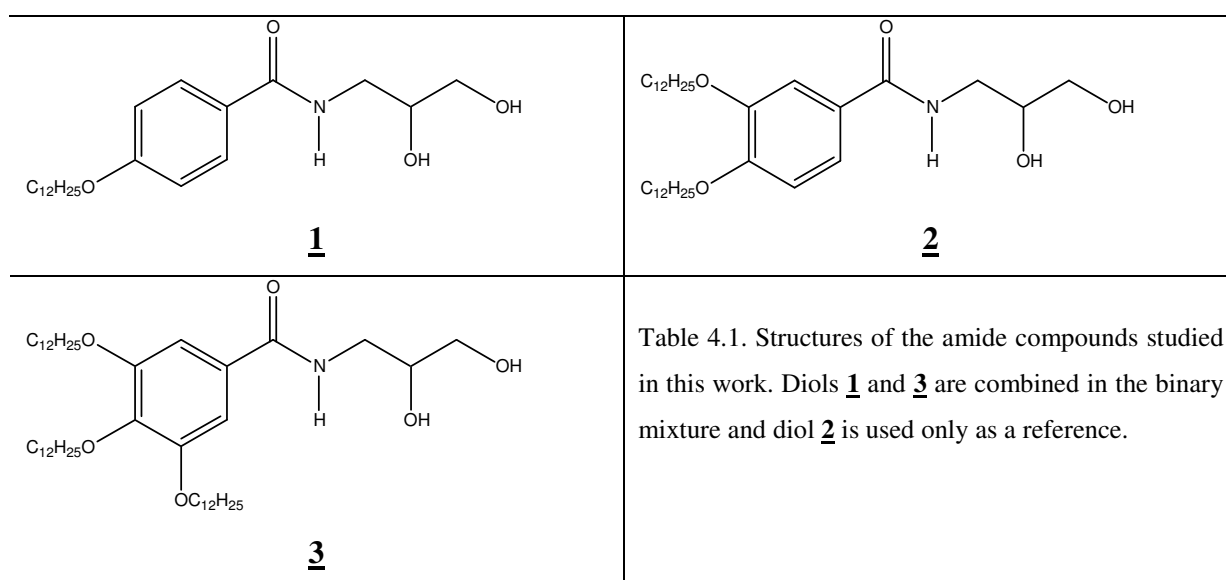 O
N
H
OH
OH
C12H25O
1
O
C12H25O
N
H
OH
OH
C12H25O
2
O
C12H25O
N
H
OH
OH
C12H25O
OC12H25
3
Table 4.1. Structures of the amide compounds studied
in this work. Diols 1 and 3 are combined in the binary
mixture and diol 2 is used only as a reference.